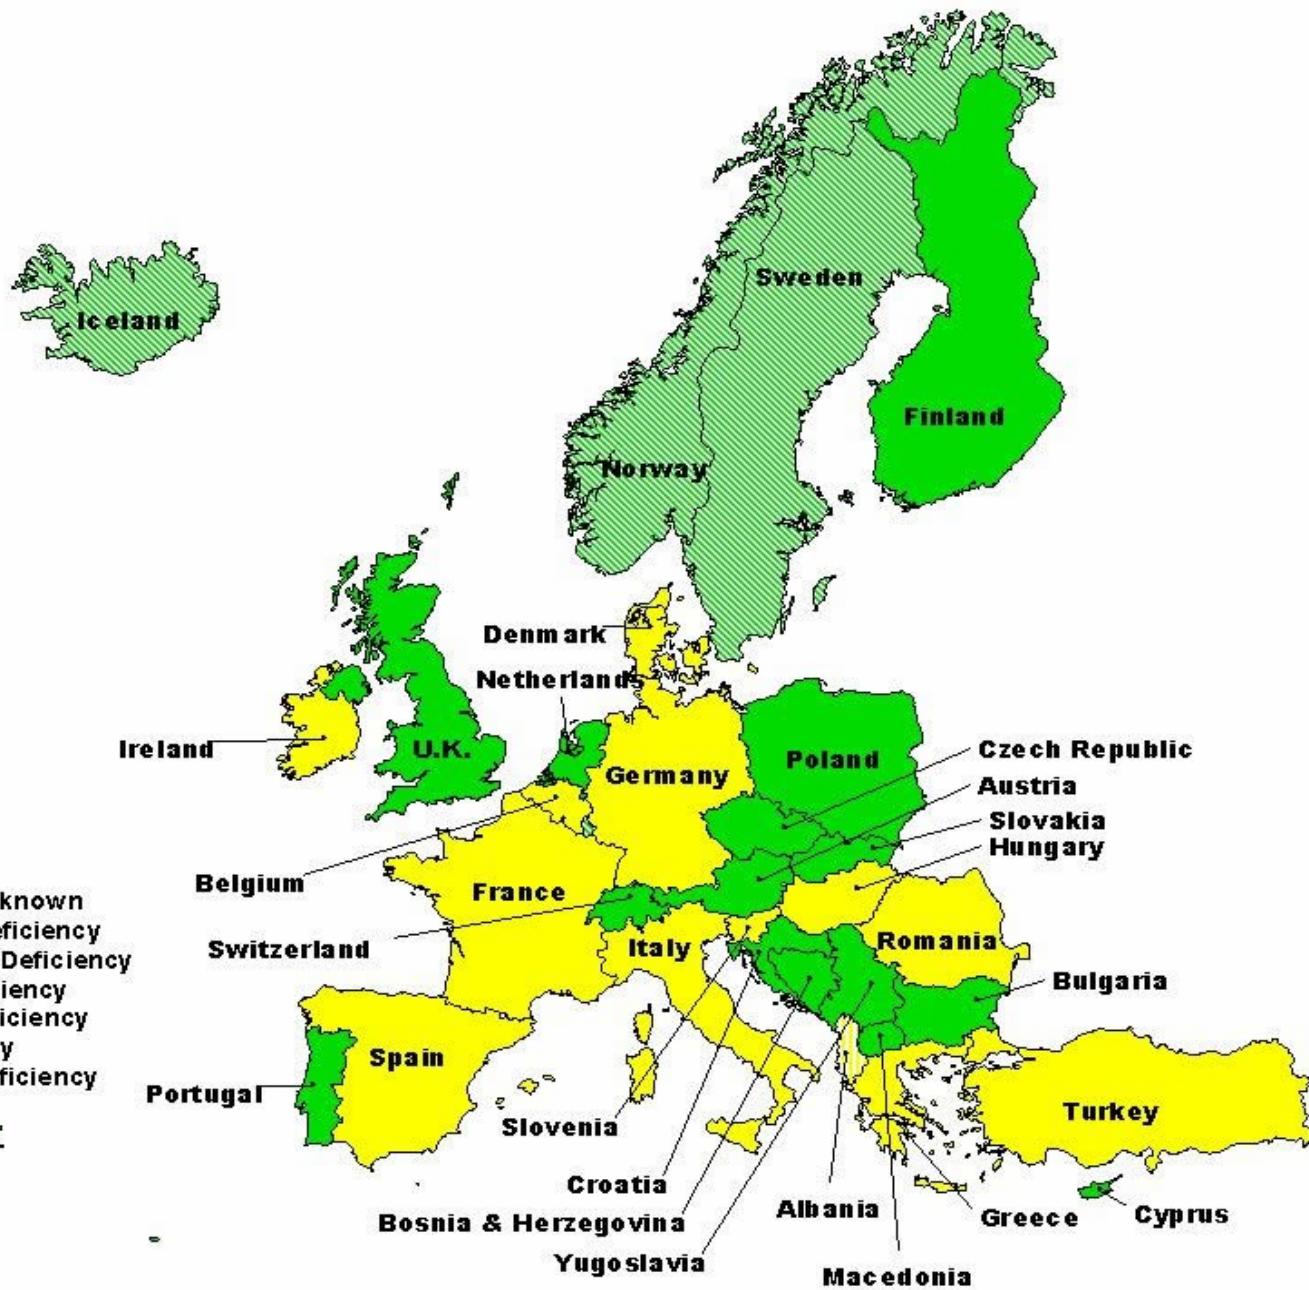 Sweden
Iceland
Finland
Norway
Denmark
Netherlands
Ireland
U.K.
Germany
Poland
Czech Republic
Austria
Slovakia
Hungary
Belgium
France
known
eficiency
Deficiency
iency
iciency
y
ficiency
Switzerland
Italy
Romania
Bulgaria
Spain
Portugal
Turkey
Slovenia
Croatia
Bosnia & Herzegovina
Albania
Greece
Cyprus
Yugoslavia
Macedonia